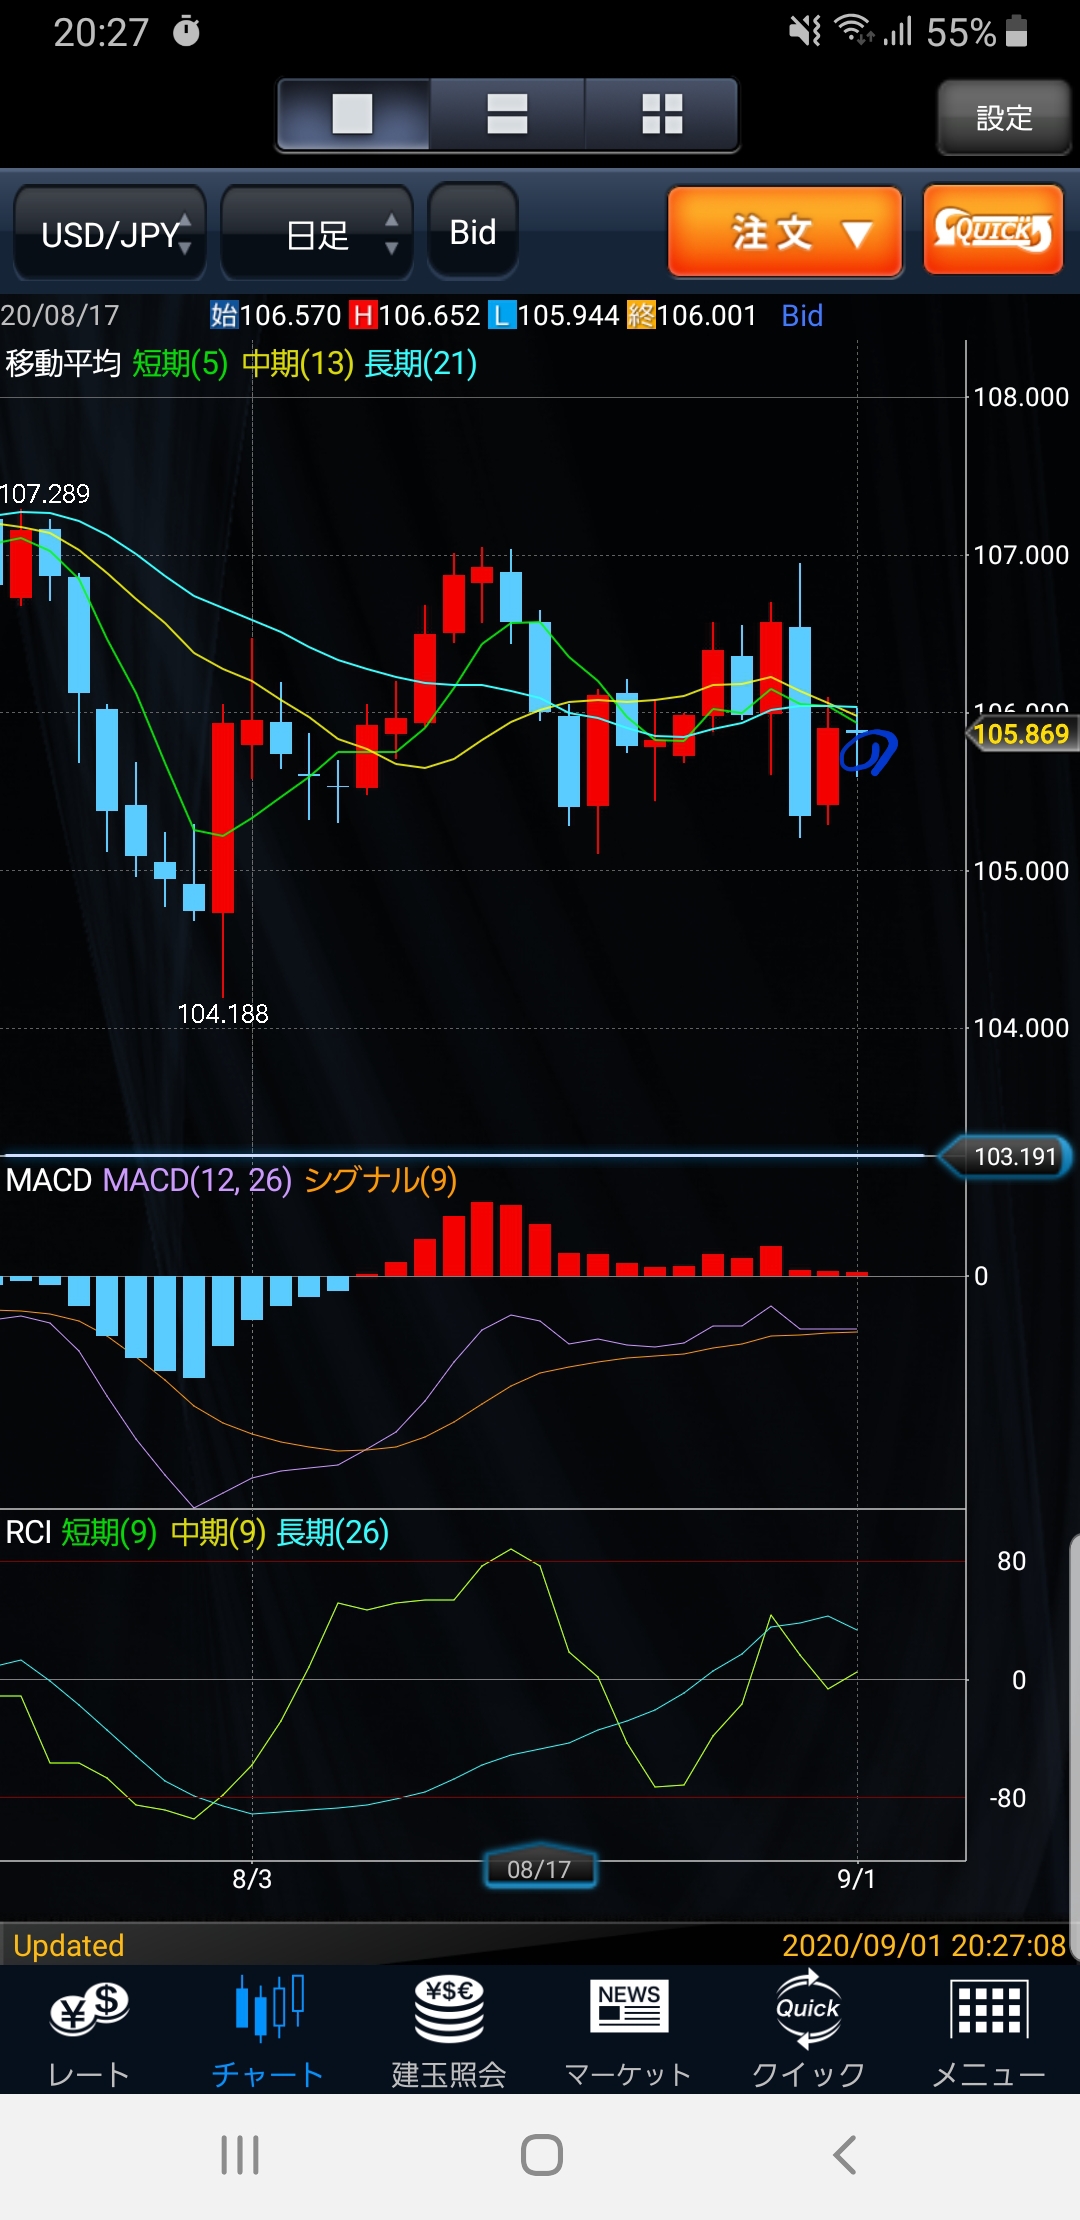 20:27 55%
設定
USD/JPY 日足 Bid 注文 ▼ QUICK
20/08/17 始106.570 H106.652 L105.944 終106.001 Bid
移動平均 短期(5) 中期(13) 長期(21)
108.000
107.289
107.000
106.000
105.869
105.000
104.188
104.000
103.191
MACD MACD(12, 26) シグナル(9)
0
RCI 短期(9) 中期(9) 長期(26)
80
0
-80
8/3 08/17 9/1
Updated 2020/09/01 20:27:08
¥ $ ¥$€ NEWS Quick
レート チャート 建玉照会 マーケット クイック メニュー